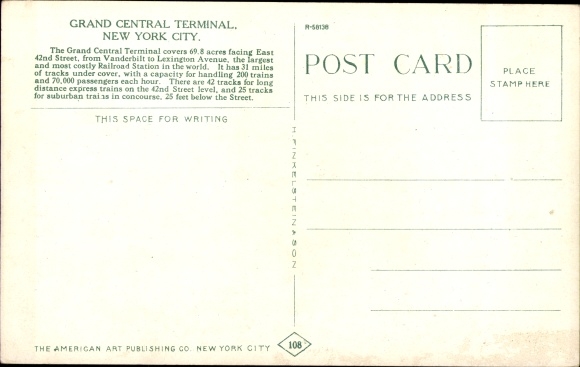 GRAND CENTRAL TERMINAL,
NEW YORK CITY.
The Grand Central Terminal covers 69.8 acres facing East
42nd Street, from Vanderbilt to Lexington Avenue, the largest
and most costly Railroad Station in the world. It has 31 miles
of tracks under cover, with a capacity for handling 200 trains
and 70,000 passengers each hour. There are 42 tracks for long
distance express trains on the 42nd Street level, and 25 tracks
for suburban trains in concourse, 25 feet below the Street.
THIS SPACE FOR WRITING
THE AMERICAN ART PUBLISHING CO. NEW YORK CITY
108
R-58138
POST CARD
THIS SIDE IS FOR THE ADDRESS
PLACE
STAMP HERE